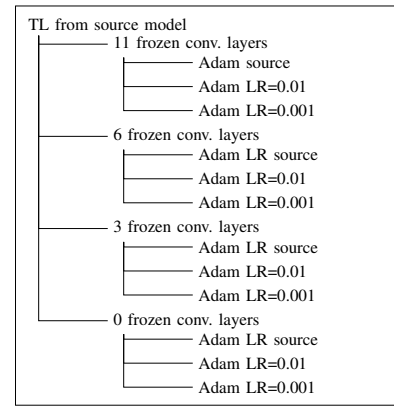 TL from source model
11 frozen conv. layers
Adam source
Adam LR=0.01
Adam LR=0.001
6 frozen conv. layers
Adam LR source
Adam LR=0.01
Adam LR=0.001
3 frozen conv. layers
Adam LR source
Adam LR=0.01
Adam LR=0.001
0 frozen conv. layers
Adam LR source
Adam LR=0.01
Adam LR=0.001